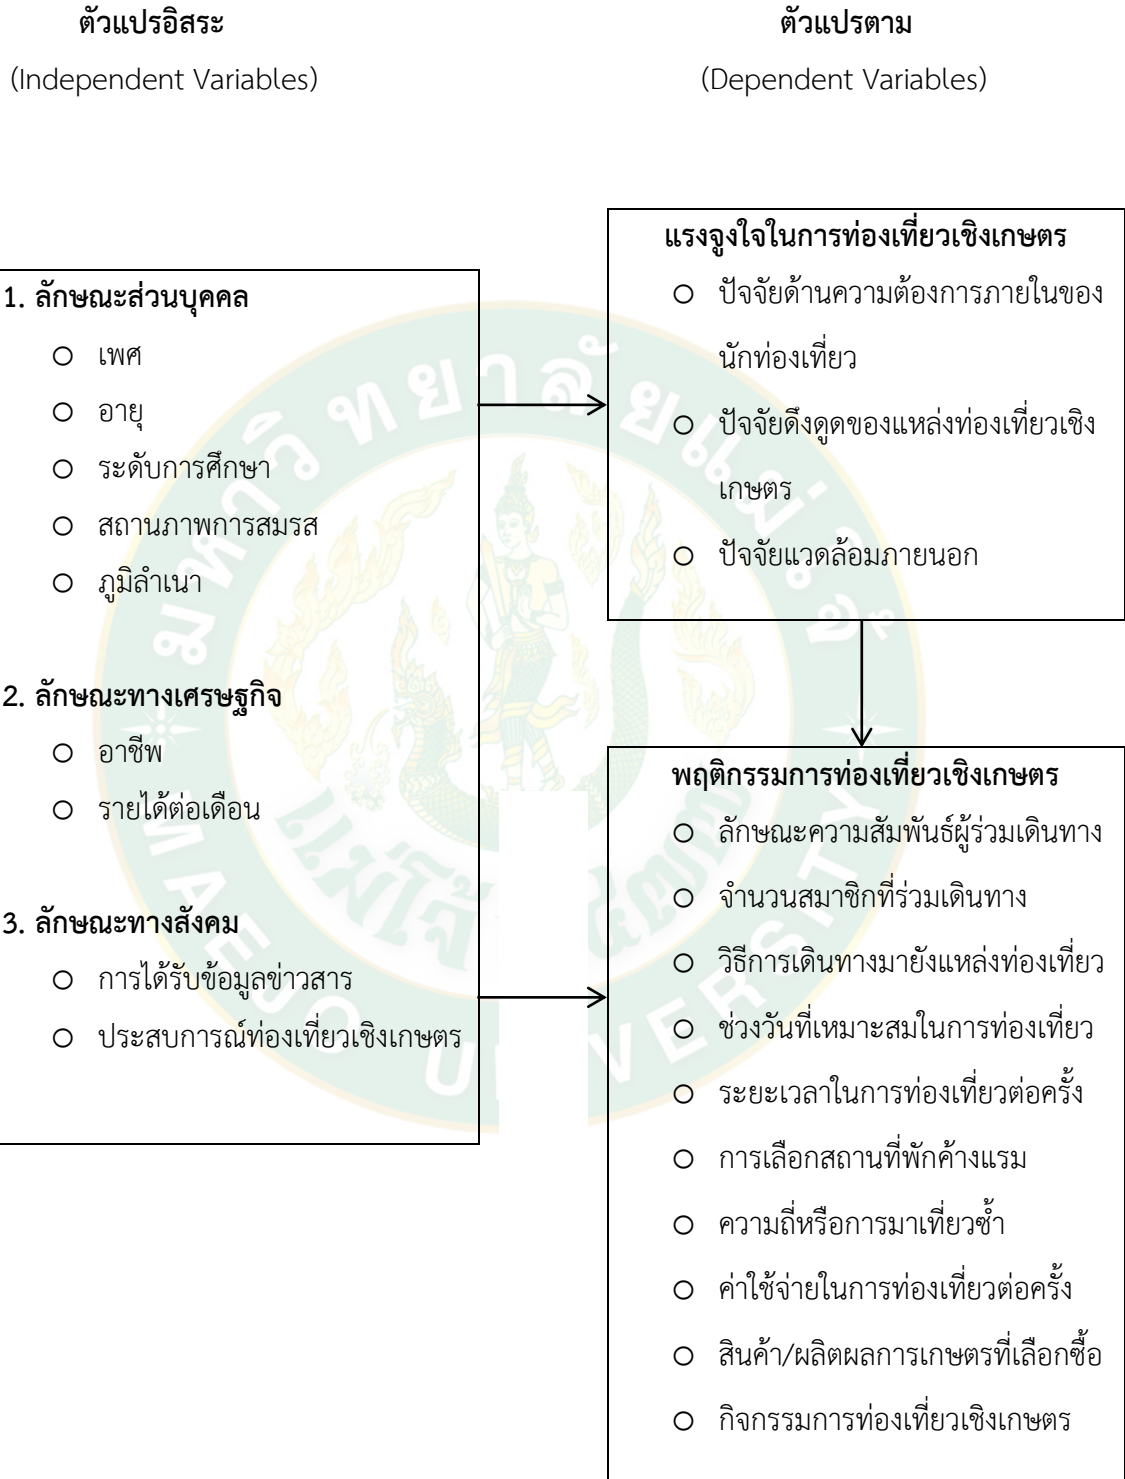 ตัวแปรอิสระ
(Independent Variables)
ตัวแปรตาม
(Dependent Variables)
1. ลักษณะส่วนบุคคล
เพศ
อายุ
ระดับการศึกษา
สถานภาพการสมรส
ภูมิลำเนา
2. ลักษณะทางเศรษฐกิจ
อาชีพ
รายได้ต่อเดือน
3. ลักษณะทางสังคม
การได้รับข้อมูลข่าวสาร
ประสบการณ์ท่องเที่ยวเชิงเกษตร
แรงจูงใจในการท่องเที่ยวเชิงเกษตร
ปัจจัยด้านความต้องการภายในของ
นักท่องเที่ยว
ปัจจัยดึงดูดของแหล่งท่องเที่ยวเชิง
เกษตร
ปัจจัยแวดล้อมภายนอก
พฤติกรรมการท่องเที่ยวเชิงเกษตร
ลักษณะความสัมพันธ์ผู้ร่วมเดินทาง
จำนวนสมาชิกที่ร่วมเดินทาง
วิธีการเดินทางมายังแหล่งท่องเที่ยว
ช่วงวันที่เหมาะสมในการท่องเที่ยว
ระยะเวลาในการท่องเที่ยวต่อครั้ง
การเลือกสถานที่พักค้างแรม
ความถี่หรือการมาเที่ยวซ้ำ
ค่าใช้จ่ายในการท่องเที่ยวต่อครั้ง
สินค้า/ผลิตผลการเกษตรที่เลือกซื้อ
กิจกรรมการท่องเที่ยวเชิงเกษตร
มหาวิทยาลัยแม่โจ้
แม่โจ้ ๒๔๗๗
MAEJO UNIVERSITY